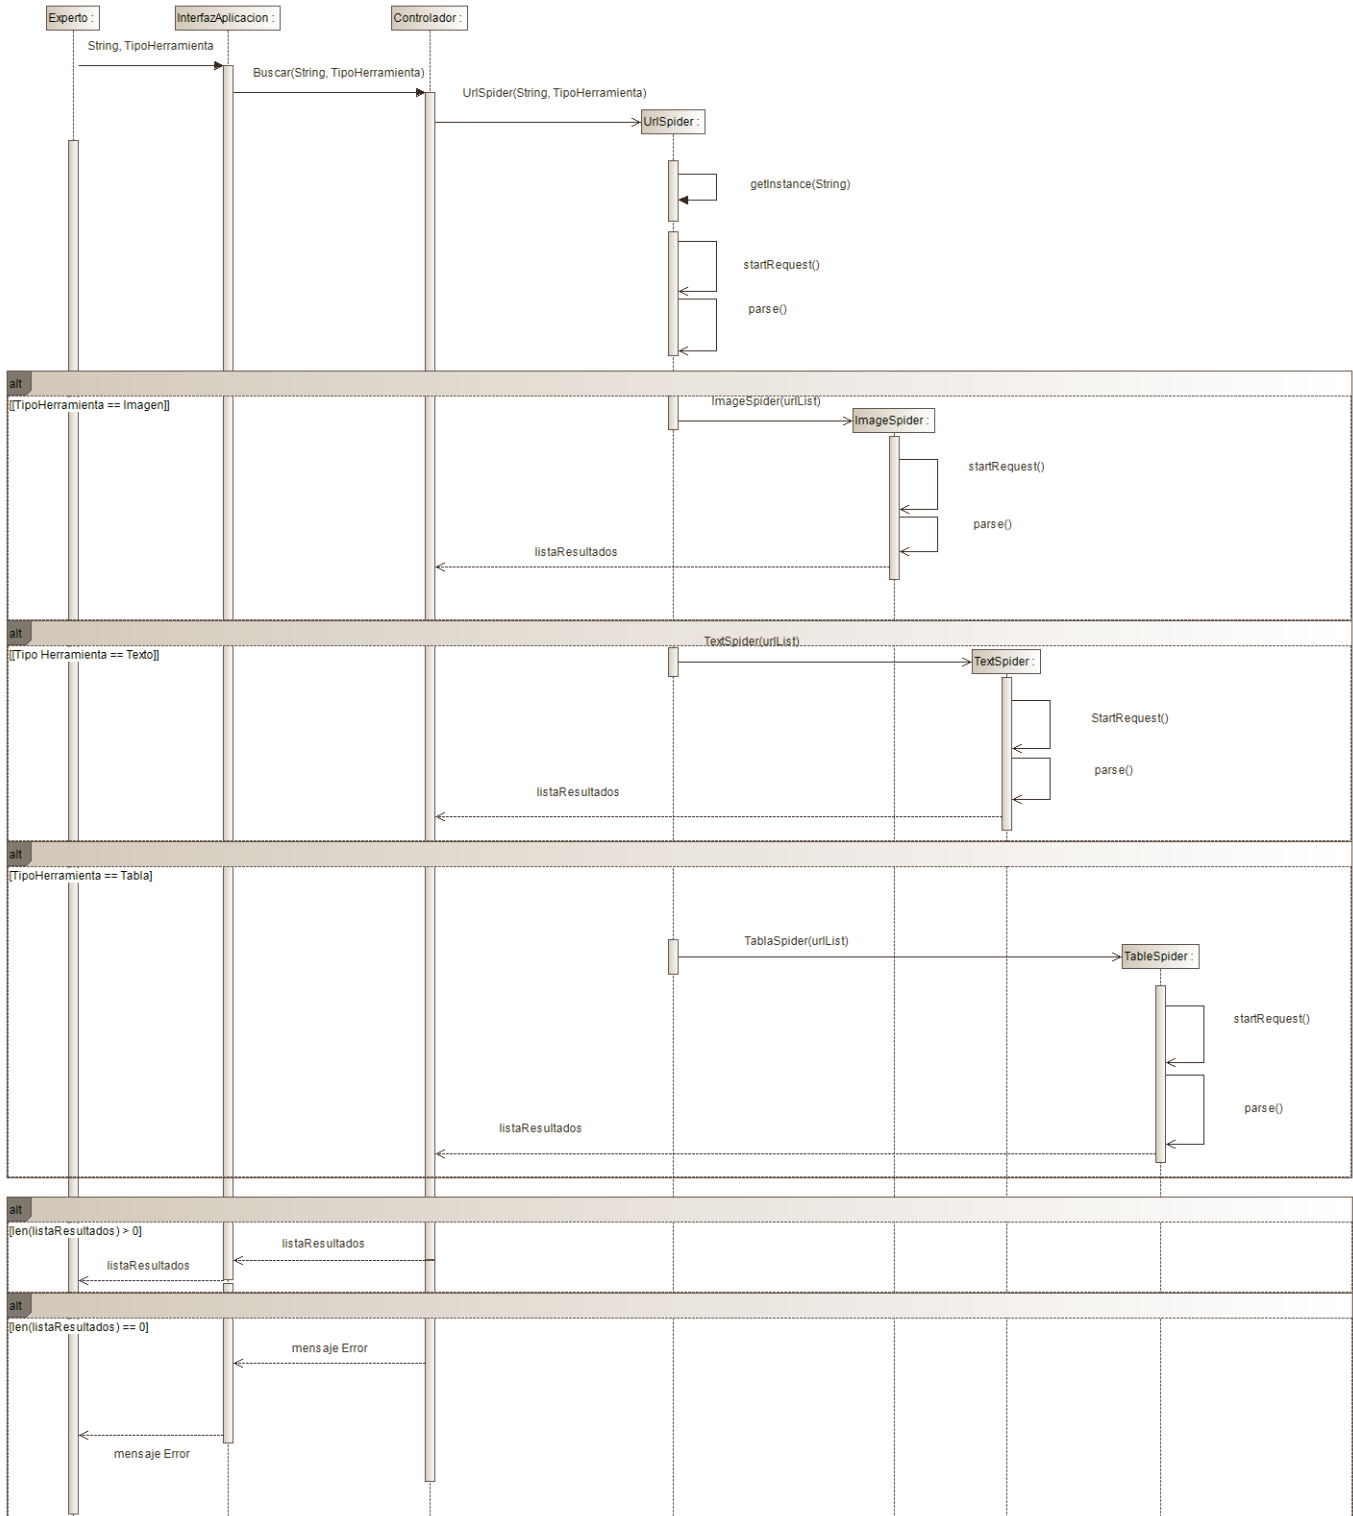 Experto :
InterfazAplicacion :
Controlador :
String, TipoHerramienta
Buscar(String, TipoHerramienta)
UrlSpider(String, TipoHerramienta)
UrlSpider :
getInstance(String)
startRequest()
parse()
alt
[[TipoHerramienta == Imagen]]
ImageSpider(urlList)
ImageSpider :
startRequest()
parse()
listaResultados
alt
[[Tipo Herramienta == Texto]]
TextSpider(urlList)
TextSpider :
StartRequest()
parse()
listaResultados
alt
[TipoHerramienta == Tabla]
TablaSpider(urlList)
TableSpider :
startRequest()
parse()
listaResultados
alt
[len(listaResultados) > 0]
listaResultados
listaResultados
alt
[len(listaResultados) == 0]
mensaje Error
mensaje Error